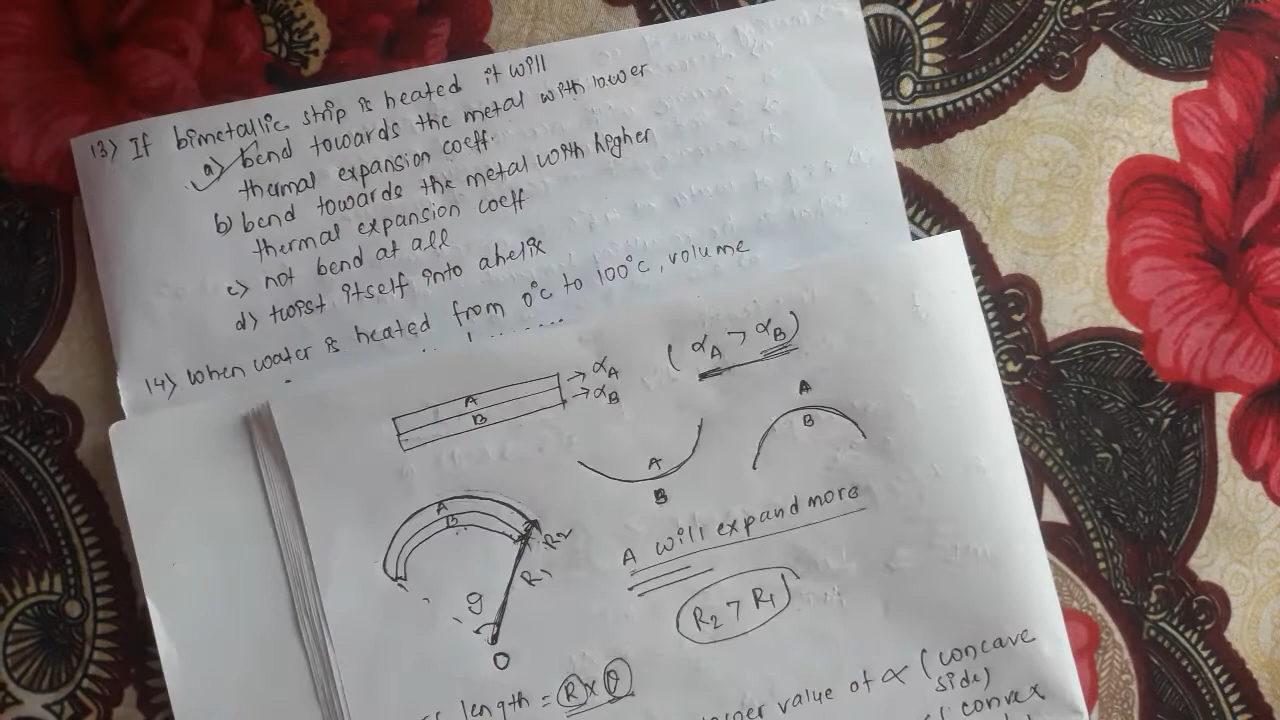 13) If bimetallic strip is heated it will
a) bend towards the metal with lower
thermal expansion coeff.
b) bend towards the metal with higher
thermal expansion coeff
c) not bend at all
d) twist itself into a helix
14) When water is heated from 0°C to 100°C, volume
A → αA
B → αB
(αA > αB)
A
B
A
B
A
B
R2
R1
θ
O
A will expand more
R2 > R1
length = R x θ
value of α (concave
side)
convex